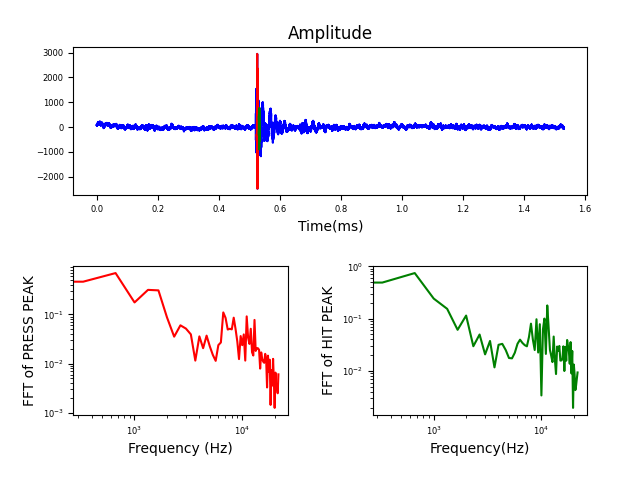 Amplitude
3000
2000
1000
0
−1000
−2000
0.0 0.2 0.4 0.6 0.8 1.0 1.2 1.4 1.6
Time(ms)
FFT of PRESS PEAK
10⁻¹
10⁻²
10⁻³
10³ 10⁴
Frequency (Hz)
FFT of HIT PEAK
10⁰
10⁻¹
10⁻²
10³ 10⁴
Frequency(Hz)